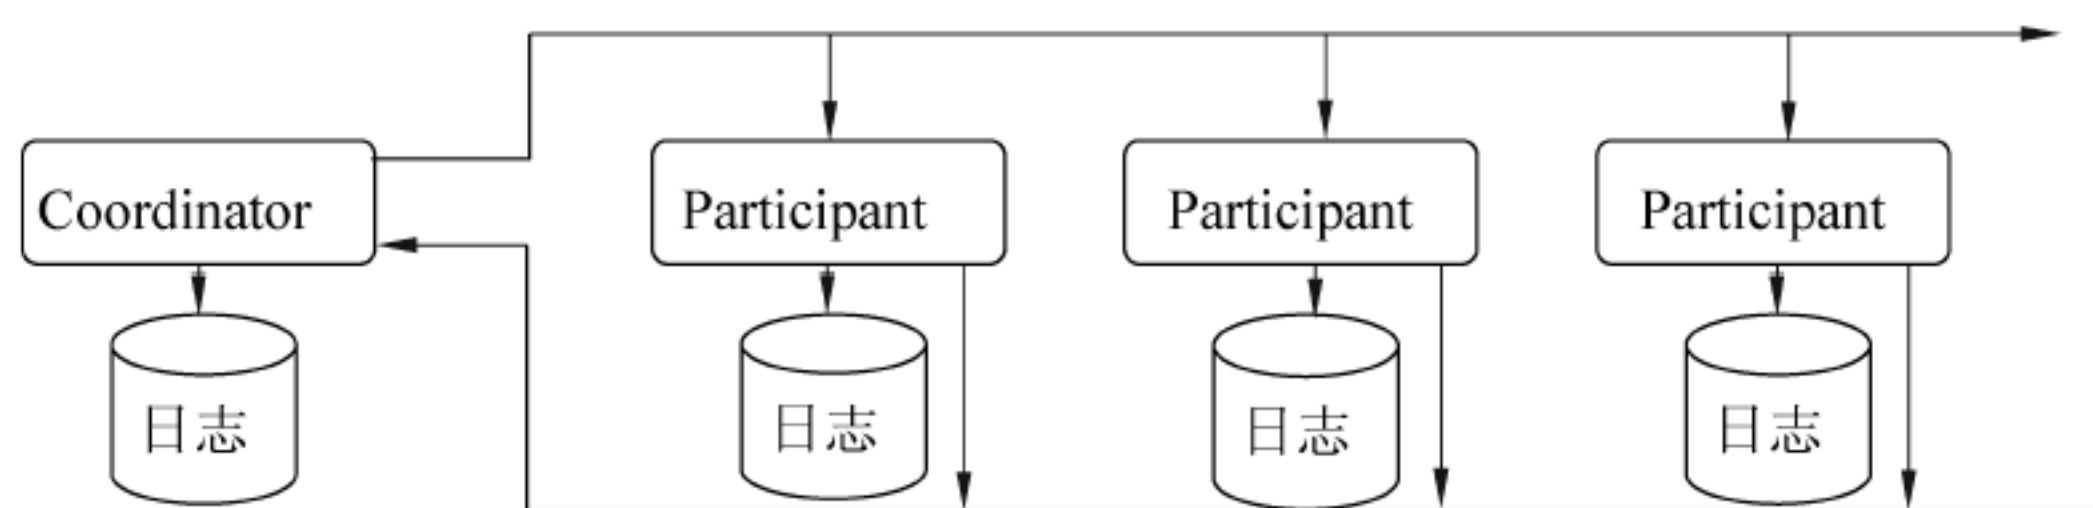 Coordinator
Participant
Participant
Participant
日志
日志
日志
日志